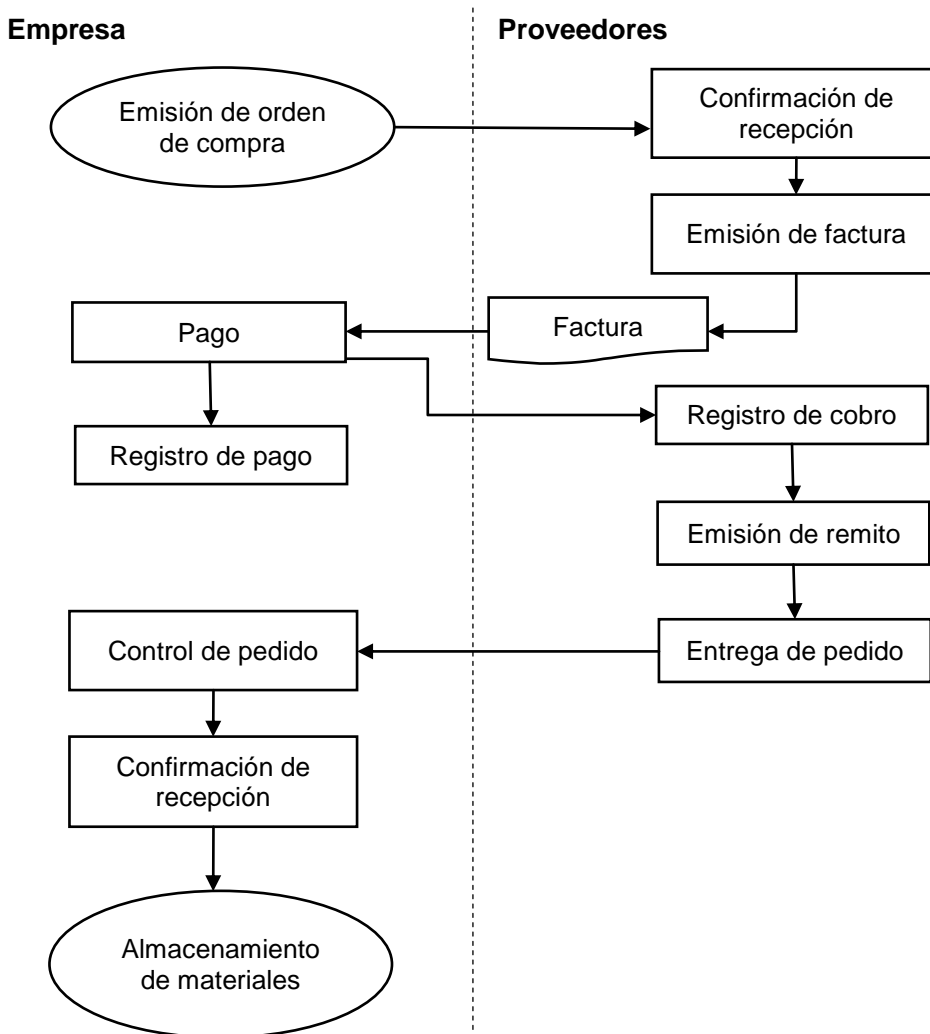 Empresa
Proveedores
Emisión de orden
de compra
Confirmación de
recepción
Emisión de factura
Factura
Pago
Registro de cobro
Registro de pago
Emisión de remito
Entrega de pedido
Control de pedido
Confirmación de
recepción
Almacenamiento
de materiales